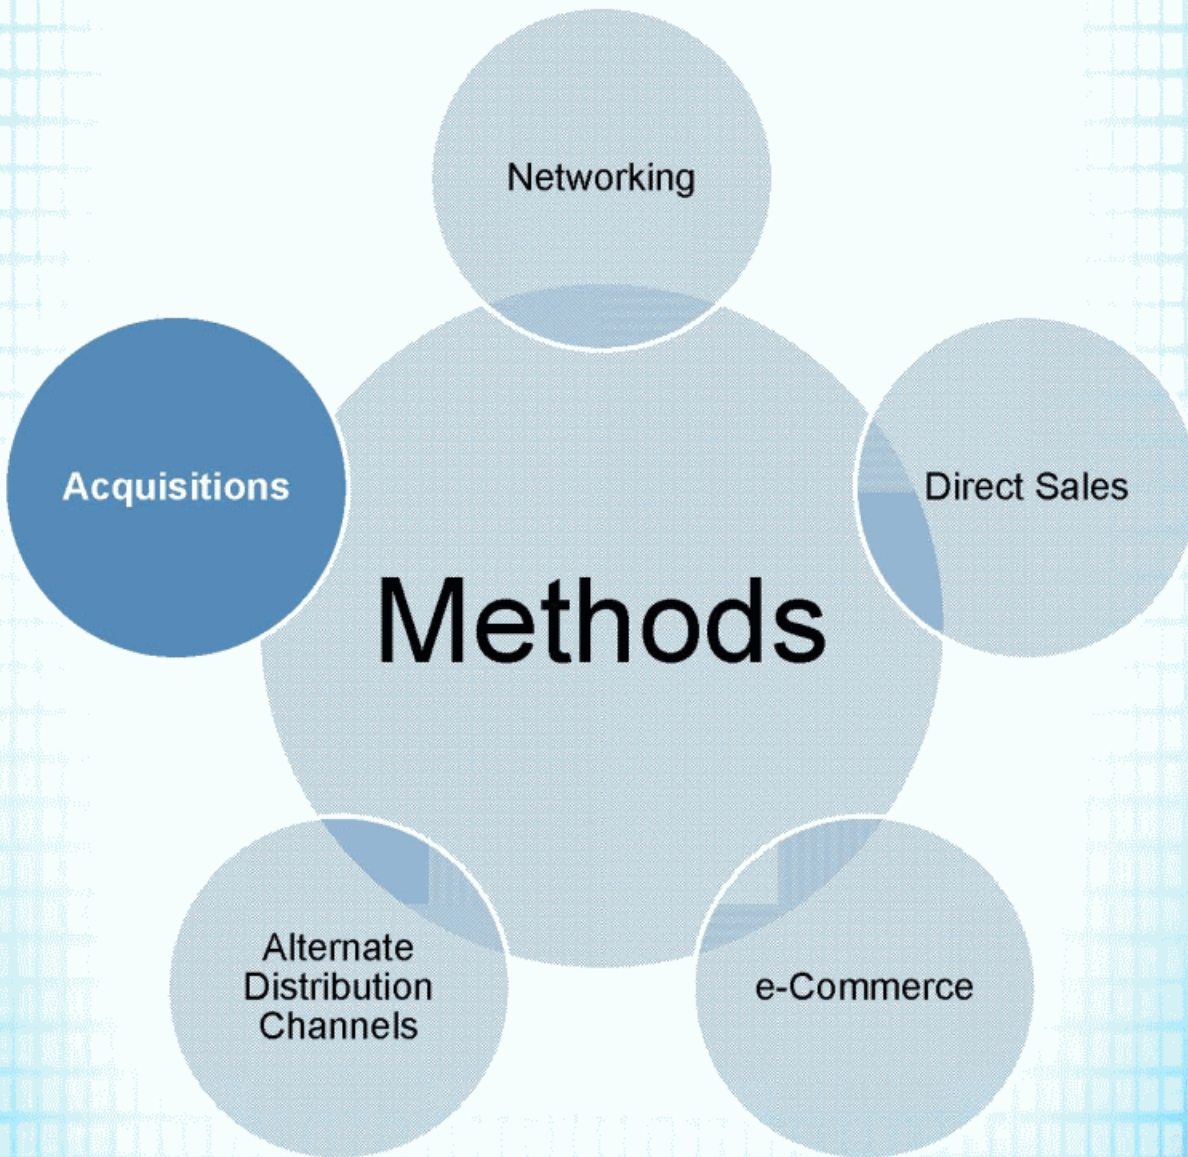 Networking
Acquisitions
Direct Sales
Methods
Alternate
Distribution
Channels
e-Commerce